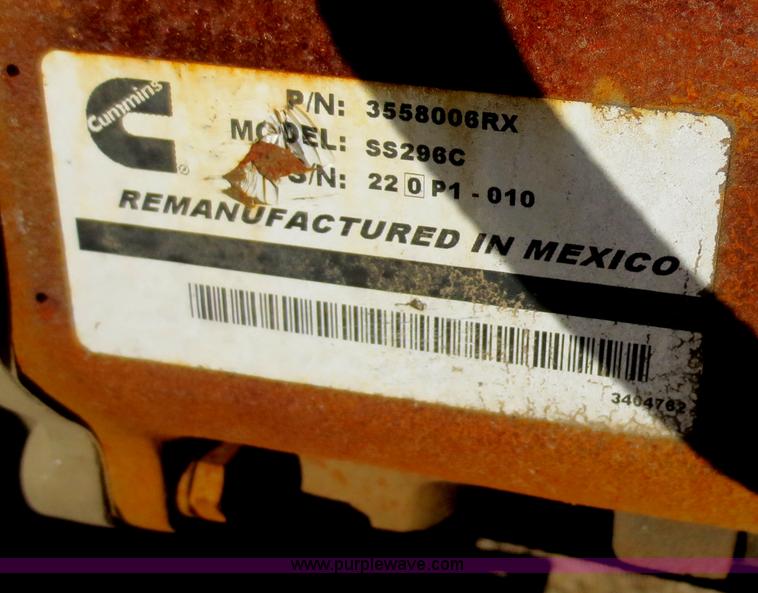 Cummins
P/N: 3558006RX
MODEL: SS296C
S/N: 22 0 P1 - 010
REMANUFACTURED IN MEXICO
3404762
www.purplewave.com